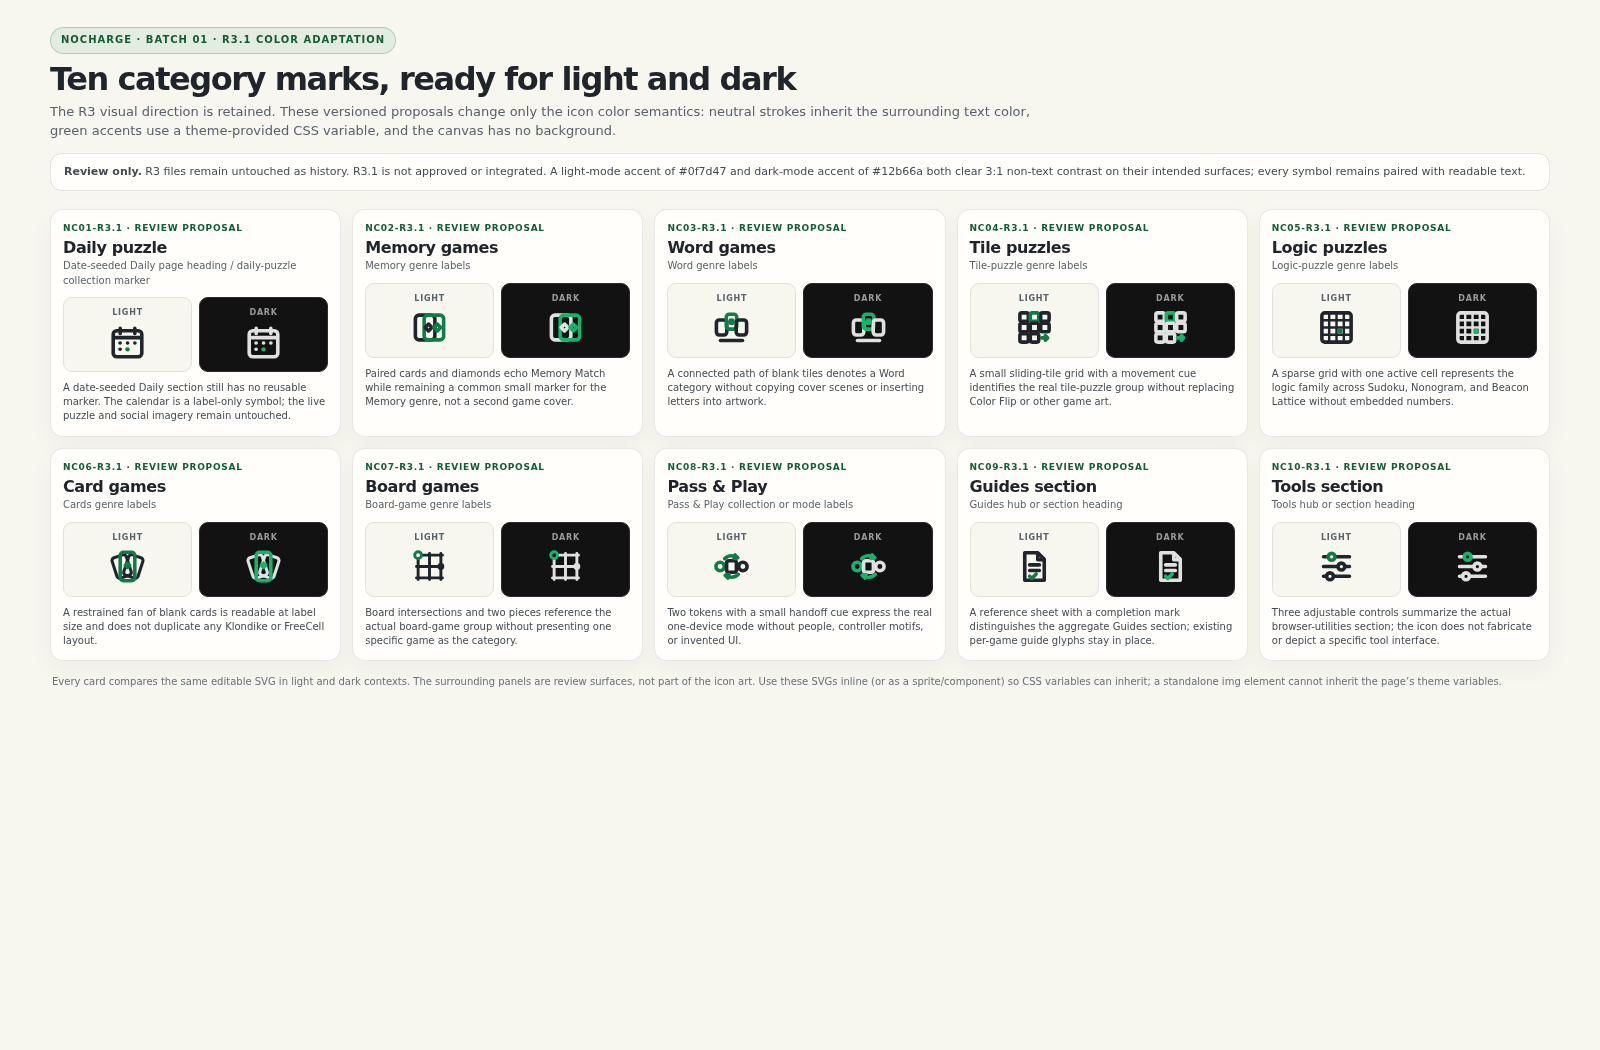 NOCHARGE · BATCH 01 · R3.1 COLOR ADAPTATION
Ten category marks, ready for light and dark
The R3 visual direction is retained. These versioned proposals change only the icon color semantics: neutral strokes inherit the surrounding text color,
green accents use a theme-provided CSS variable, and the canvas has no background.
Review only. R3 files remain untouched as history. R3.1 is not approved or integrated. A light-mode accent of #0f7d47 and dark-mode accent of #12b66a both clear 3:1 non-text contrast on their intended surfaces; every symbol remains paired with readable text.
NC01-R3.1 · REVIEW PROPOSAL
Daily puzzle
Date-seeded Daily page heading / daily-puzzle
collection marker
LIGHT
DARK
A date-seeded Daily section still has no reusable
marker. The calendar is a label-only symbol; the live
puzzle and social imagery remain untouched.
NC02-R3.1 · REVIEW PROPOSAL
Memory games
Memory genre labels
LIGHT
DARK
Paired cards and diamonds echo Memory Match
while remaining a common small marker for the
Memory genre, not a second game cover.
NC03-R3.1 · REVIEW PROPOSAL
Word games
Word genre labels
LIGHT
DARK
A connected path of blank tiles denotes a Word
category without copying cover scenes or inserting
letters into artwork.
NC04-R3.1 · REVIEW PROPOSAL
Tile puzzles
Tile-puzzle genre labels
LIGHT
DARK
A small sliding-tile grid with a movement cue
identifies the real tile-puzzle group without replacing
Color Flip or other game art.
NC05-R3.1 · REVIEW PROPOSAL
Logic puzzles
Logic-puzzle genre labels
LIGHT
DARK
A sparse grid with one active cell represents the
logic family across Sudoku, Nonogram, and Beacon
Lattice without embedded numbers.
NC06-R3.1 · REVIEW PROPOSAL
Card games
Cards genre labels
LIGHT
DARK
A restrained fan of blank cards is readable at label
size and does not duplicate any Klondike or FreeCell
layout.
NC07-R3.1 · REVIEW PROPOSAL
Board games
Board-game genre labels
LIGHT
DARK
Board intersections and two pieces reference the
actual board-game group without presenting one
specific game as the category.
NC08-R3.1 · REVIEW PROPOSAL
Pass & Play
Pass & Play collection or mode labels
LIGHT
DARK
Two tokens with a small handoff cue express the real
one-device mode without people, controller motifs,
or invented UI.
NC09-R3.1 · REVIEW PROPOSAL
Guides section
Guides hub or section heading
LIGHT
DARK
A reference sheet with a completion mark
distinguishes the aggregate Guides section; existing
per-game guide glyphs stay in place.
NC10-R3.1 · REVIEW PROPOSAL
Tools section
Tools hub or section heading
LIGHT
DARK
Three adjustable controls summarize the actual
browser-utilities section; the icon does not fabricate
or depict a specific tool interface.
Every card compares the same editable SVG in light and dark contexts. The surrounding panels are review surfaces, not part of the icon art. Use these SVGs inline (or as a sprite/component) so CSS variables can inherit; a standalone img element cannot inherit the page’s theme variables.